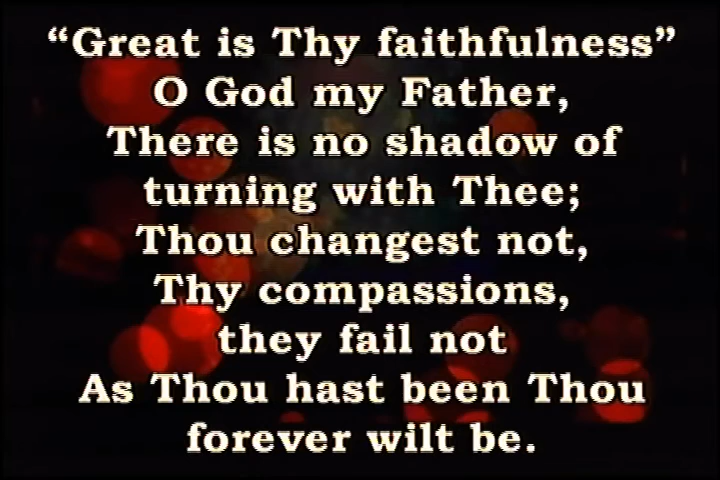 “Great is Thy faithfulness”
O God my Father,
There is no shadow of
turning with Thee;
Thou changest not,
Thy compassions,
they fail not
As Thou hast been Thou
forever wilt be.